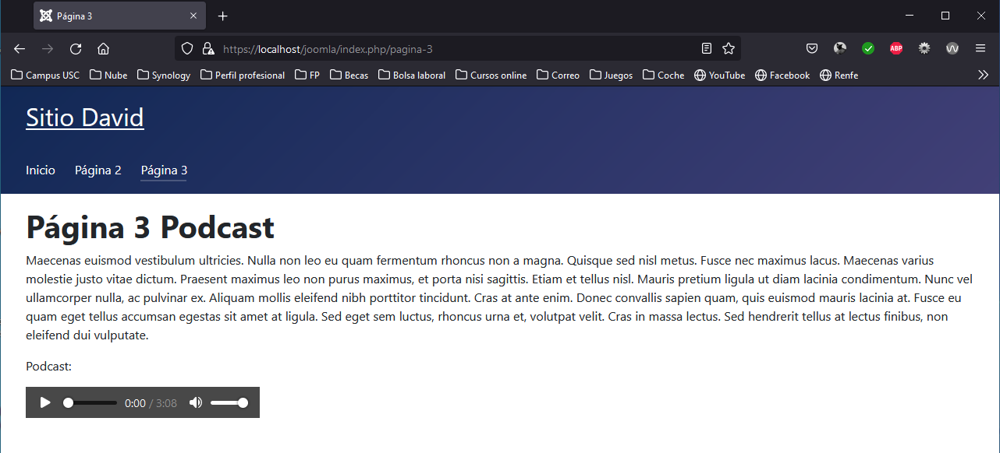 Página 3
https://localhost/joomla/index.php/pagina-3
ABP
Campus USC Nube Synology Perfil profesional FP Becas Bolsa laboral Cursos online Correo Juegos Coche YouTube Facebook Renfe
Sitio David
Inicio Página 2 Página 3
Página 3 Podcast
Maecenas euismod vestibulum ultricies. Nulla non leo eu quam fermentum rhoncus non a magna. Quisque sed nisl metus. Fusce nec maximus lacus. Maecenas varius
molestie justo vitae dictum. Praesent maximus leo non purus maximus, et porta nisi sagittis. Etiam et tellus nisl. Mauris pretium ligula ut diam lacinia condimentum. Nunc vel
ullamcorper nulla, ac pulvinar ex. Aliquam mollis eleifend nibh porttitor tincidunt. Cras at ante enim. Donec convallis sapien quam, quis euismod mauris lacinia at. Fusce eu
quam eget tellus accumsan egestas sit amet at ligula. Sed eget sem luctus, rhoncus urna et, volutpat velit. Cras in massa lectus. Sed hendrerit tellus at lectus finibus, non
eleifend dui vulputate.
Podcast:
0:00 / 3:08